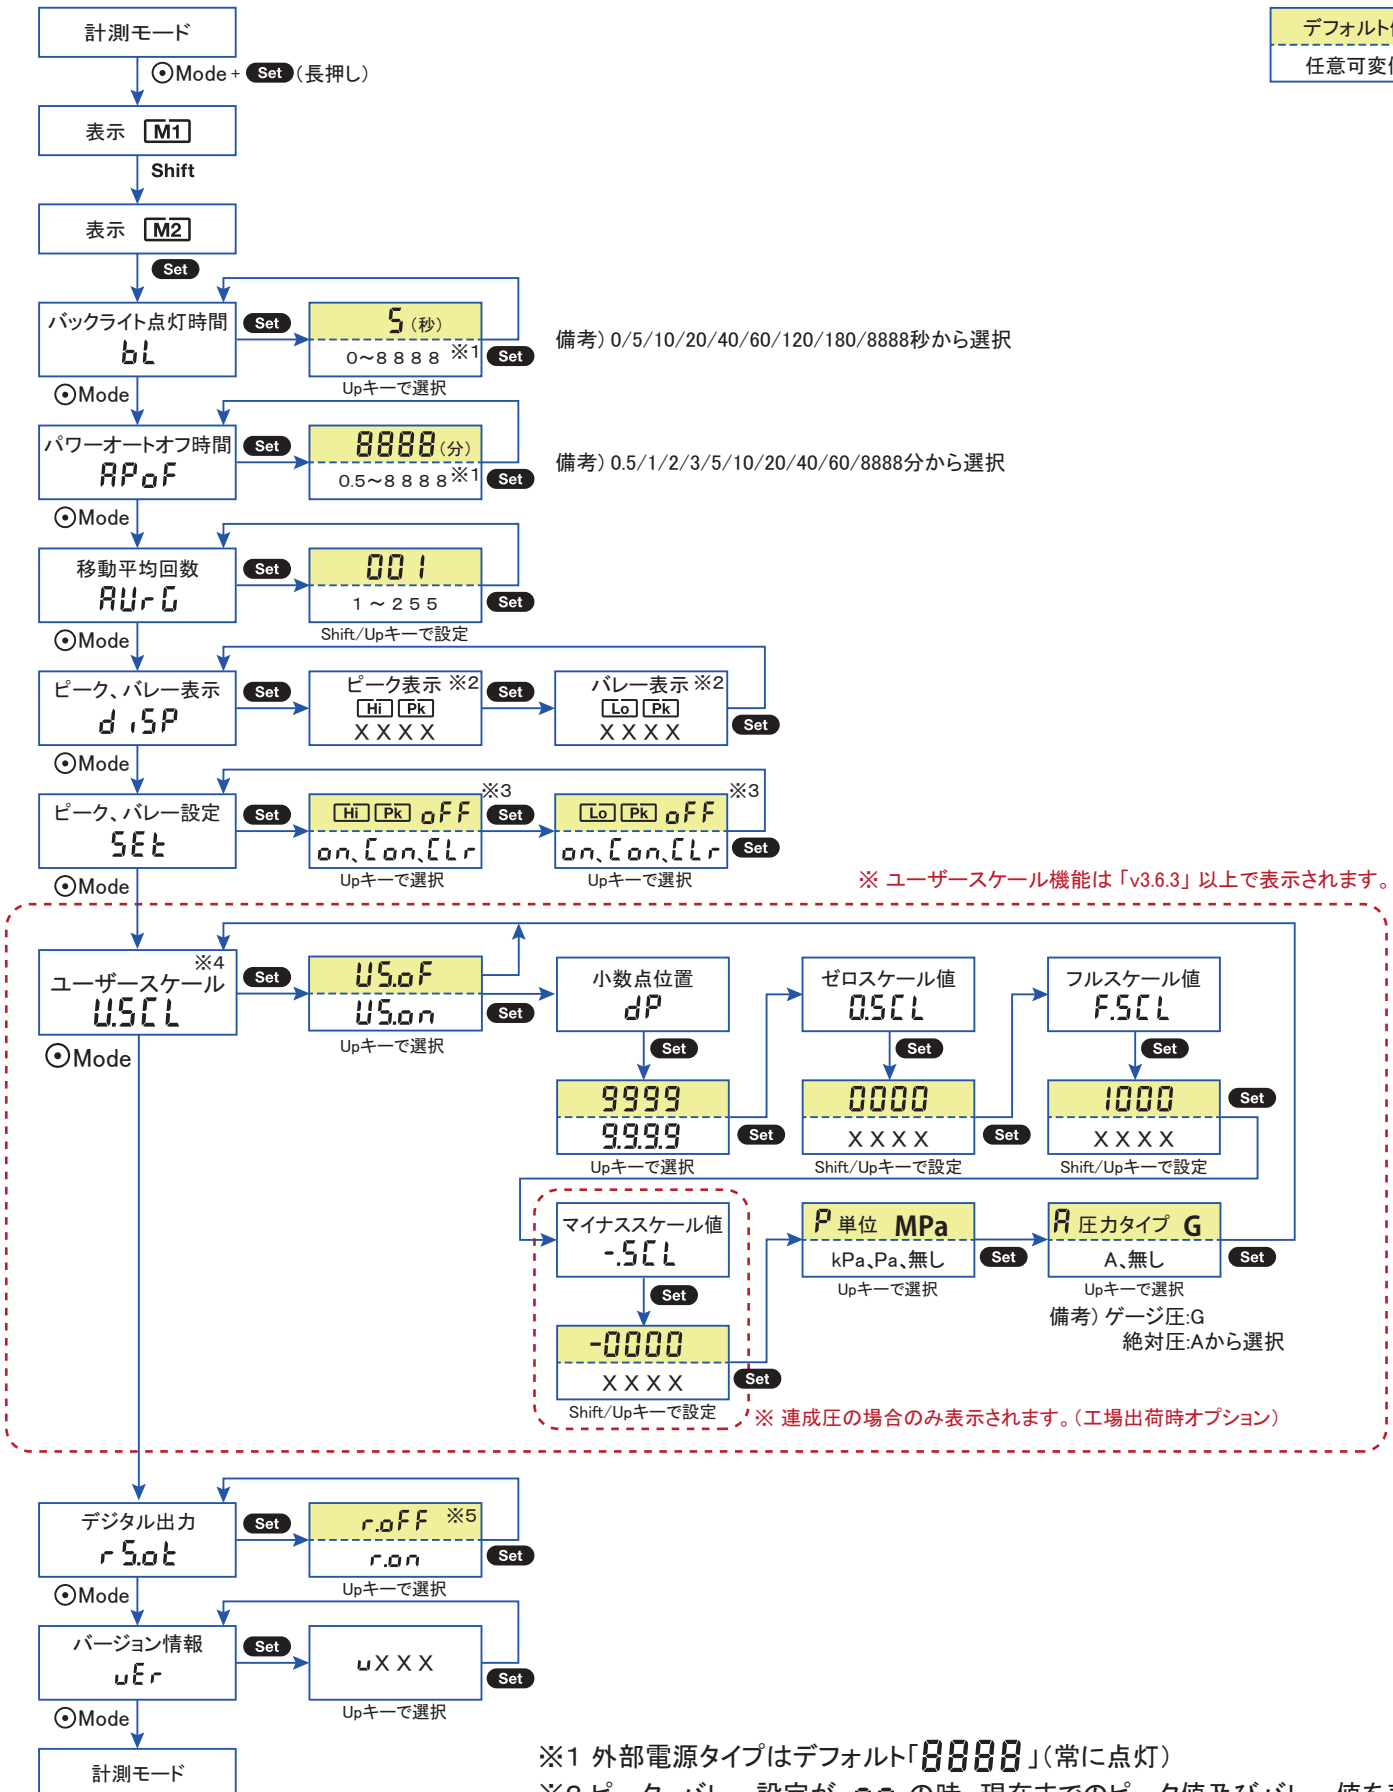 計測モード
デフォルト
任意可変
⦿Mode + Set (長押し)
表示 M1
Shift
表示 M2
Set
バックライト点灯時間
bL
Set
5 (秒)
0~8888 ※1
Set
Upキーで選択
備考) 0/5/10/20/40/60/120/180/8888秒から選択
⦿Mode
パワーオートオフ時間
APoF
Set
8888 (分)
0.5~8888 ※1
Set
備考) 0.5/1/2/3/5/10/20/40/60/8888分から選択
⦿Mode
移動平均回数
AUrG
Set
001
1~255
Set
Shift/Upキーで設定
⦿Mode
ピーク、バレー表示
diSP
Set
ピーク表示 ※2
Hi Pk
XXXX
Set
バレー表示 ※2
Lo Pk
XXXX
Set
⦿Mode
ピーク、バレー設定
SEt
Set
Hi Pk oFF
※3
on、Con、CLr
Upキーで選択
Set
Lo Pk oFF
※3
on、Con、CLr
Upキーで選択
Set
⦿Mode
※ ユーザースケール機能は「v3.6.3」以上で表示されます。
※4
ユーザースケール
U.SCL
Set
US.oF
US.on
Set
Upキーで選択
小数点位置
dP
Set
9999
9.9.9.9
Set
Upキーで選択
ゼロスケール値
0.SCL
Set
0000
XXXX
Set
Shift/Upキーで設定
フルスケール値
F.SCL
Set
1000
XXXX
Set
Shift/Upキーで設定
⦿Mode
マイナススケール値
-.SCL
Set
-0000
XXXX
Set
Shift/Upキーで設定
P 単位 MPa
kPa、Pa、無し
Set
Upキーで選択
A 圧力タイプ G
A、無し
Set
Upキーで選択
備考) ゲージ圧:G
絶対圧:Aから選択
※ 連成圧の場合のみ表示されます。(工場出荷時オプション)
デジタル出力
rS.ot
Set
r.oFF ※5
r.on
Set
Upキーで選択
⦿Mode
バージョン情報
uEr
Set
uXXX
Set
Upキーで選択
⦿Mode
計測モード
※1 外部電源タイプはデフォルト「8888」(常に点灯)